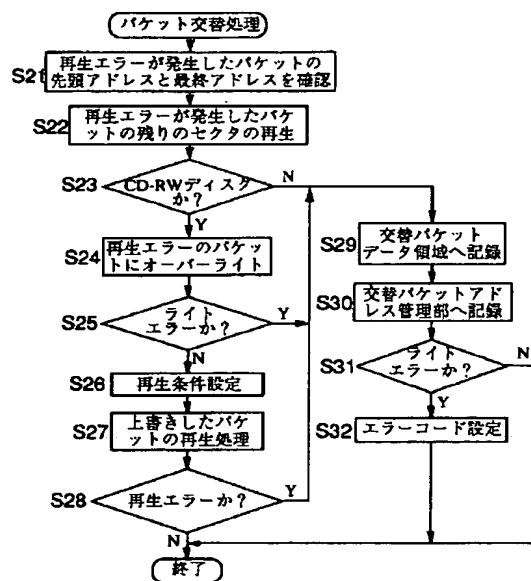 パケット交替処理
S21
再生エラーが発生したパケットの
先頭アドレスと最終アドレスを確認
S22
再生エラーが発生したパケ
ットの残りのセクタの再生
S23
CD-RWディスク
か?
N
Y
S24
再生エラーのパケッ
トにオーバーライト
S25
ライト
エラーか?
Y
N
S26
再生条件設定
S27
上書きしたパケ
ットの再生処理
S28
再生エラーか?
Y
N
終了
S29
交替パケット
データ領域へ記録
S30
交替パケットアド
レス管理部へ記録
S31
ライト
エラーか?
N
Y
S32
エラーコード設定